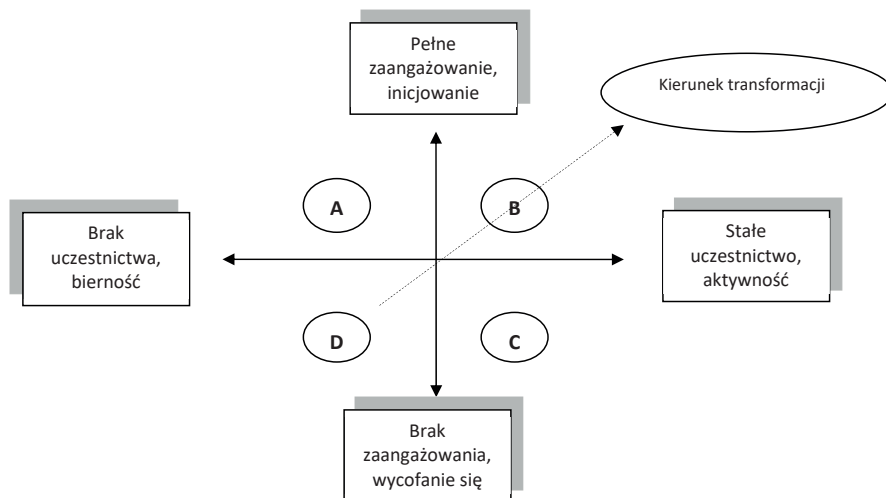 Pełne
zaangażowanie,
inicjowanie
Kierunek transformacji
A
B
Brak
uczestnictwa,
bierność
Stałe
uczestnictwo,
aktywność
D
C
Brak
zaangażowania,
wycofanie się